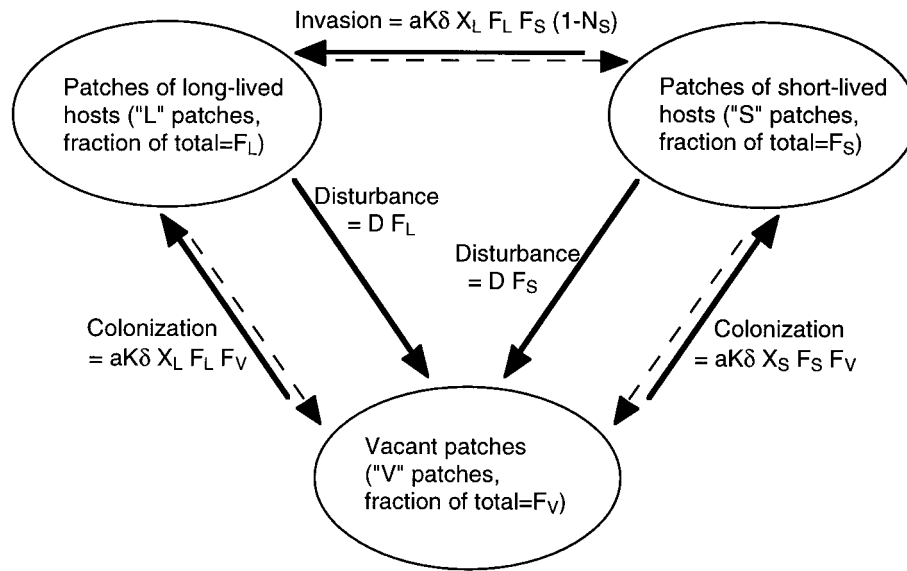 Invasion = aKδ X_L F_L F_S (1-N_S)
Patches of long-lived
hosts ("L" patches,
fraction of total=F_L)
Patches of short-lived
hosts ("S" patches,
fraction of total=F_S)
Disturbance
= D F_L
Disturbance
= D F_S
Colonization
= aKδ X_L F_L F_V
Colonization
= aKδ X_S F_S F_V
Vacant patches
("V" patches,
fraction of total=F_V)